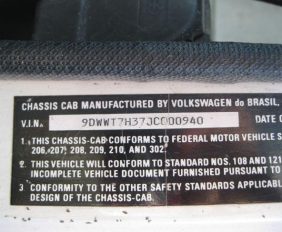 CHASSIS CAB MANUFACTURED BY VOLKSWAGEN do BRASIL,
V.I.N. 9DWWT7H37JC000940 DATE O
1. THIS CHASSIS-CAB CONFORMS TO FEDERAL MOTOR VEHICLE S
206, 207, 208, 209, 210, AND 302.
2. THIS VEHICLE WILL CONFORM TO STANDARD NOS. 108 AND 121
INCOMPLETE VEHICLE DOCUMENT FURNISHED PURSUANT TO
3 CONFORMITY TO THE OTHER SAFETY STANDARDS APPLICABL
DESIGN OF THE CHASSIS-CAB.